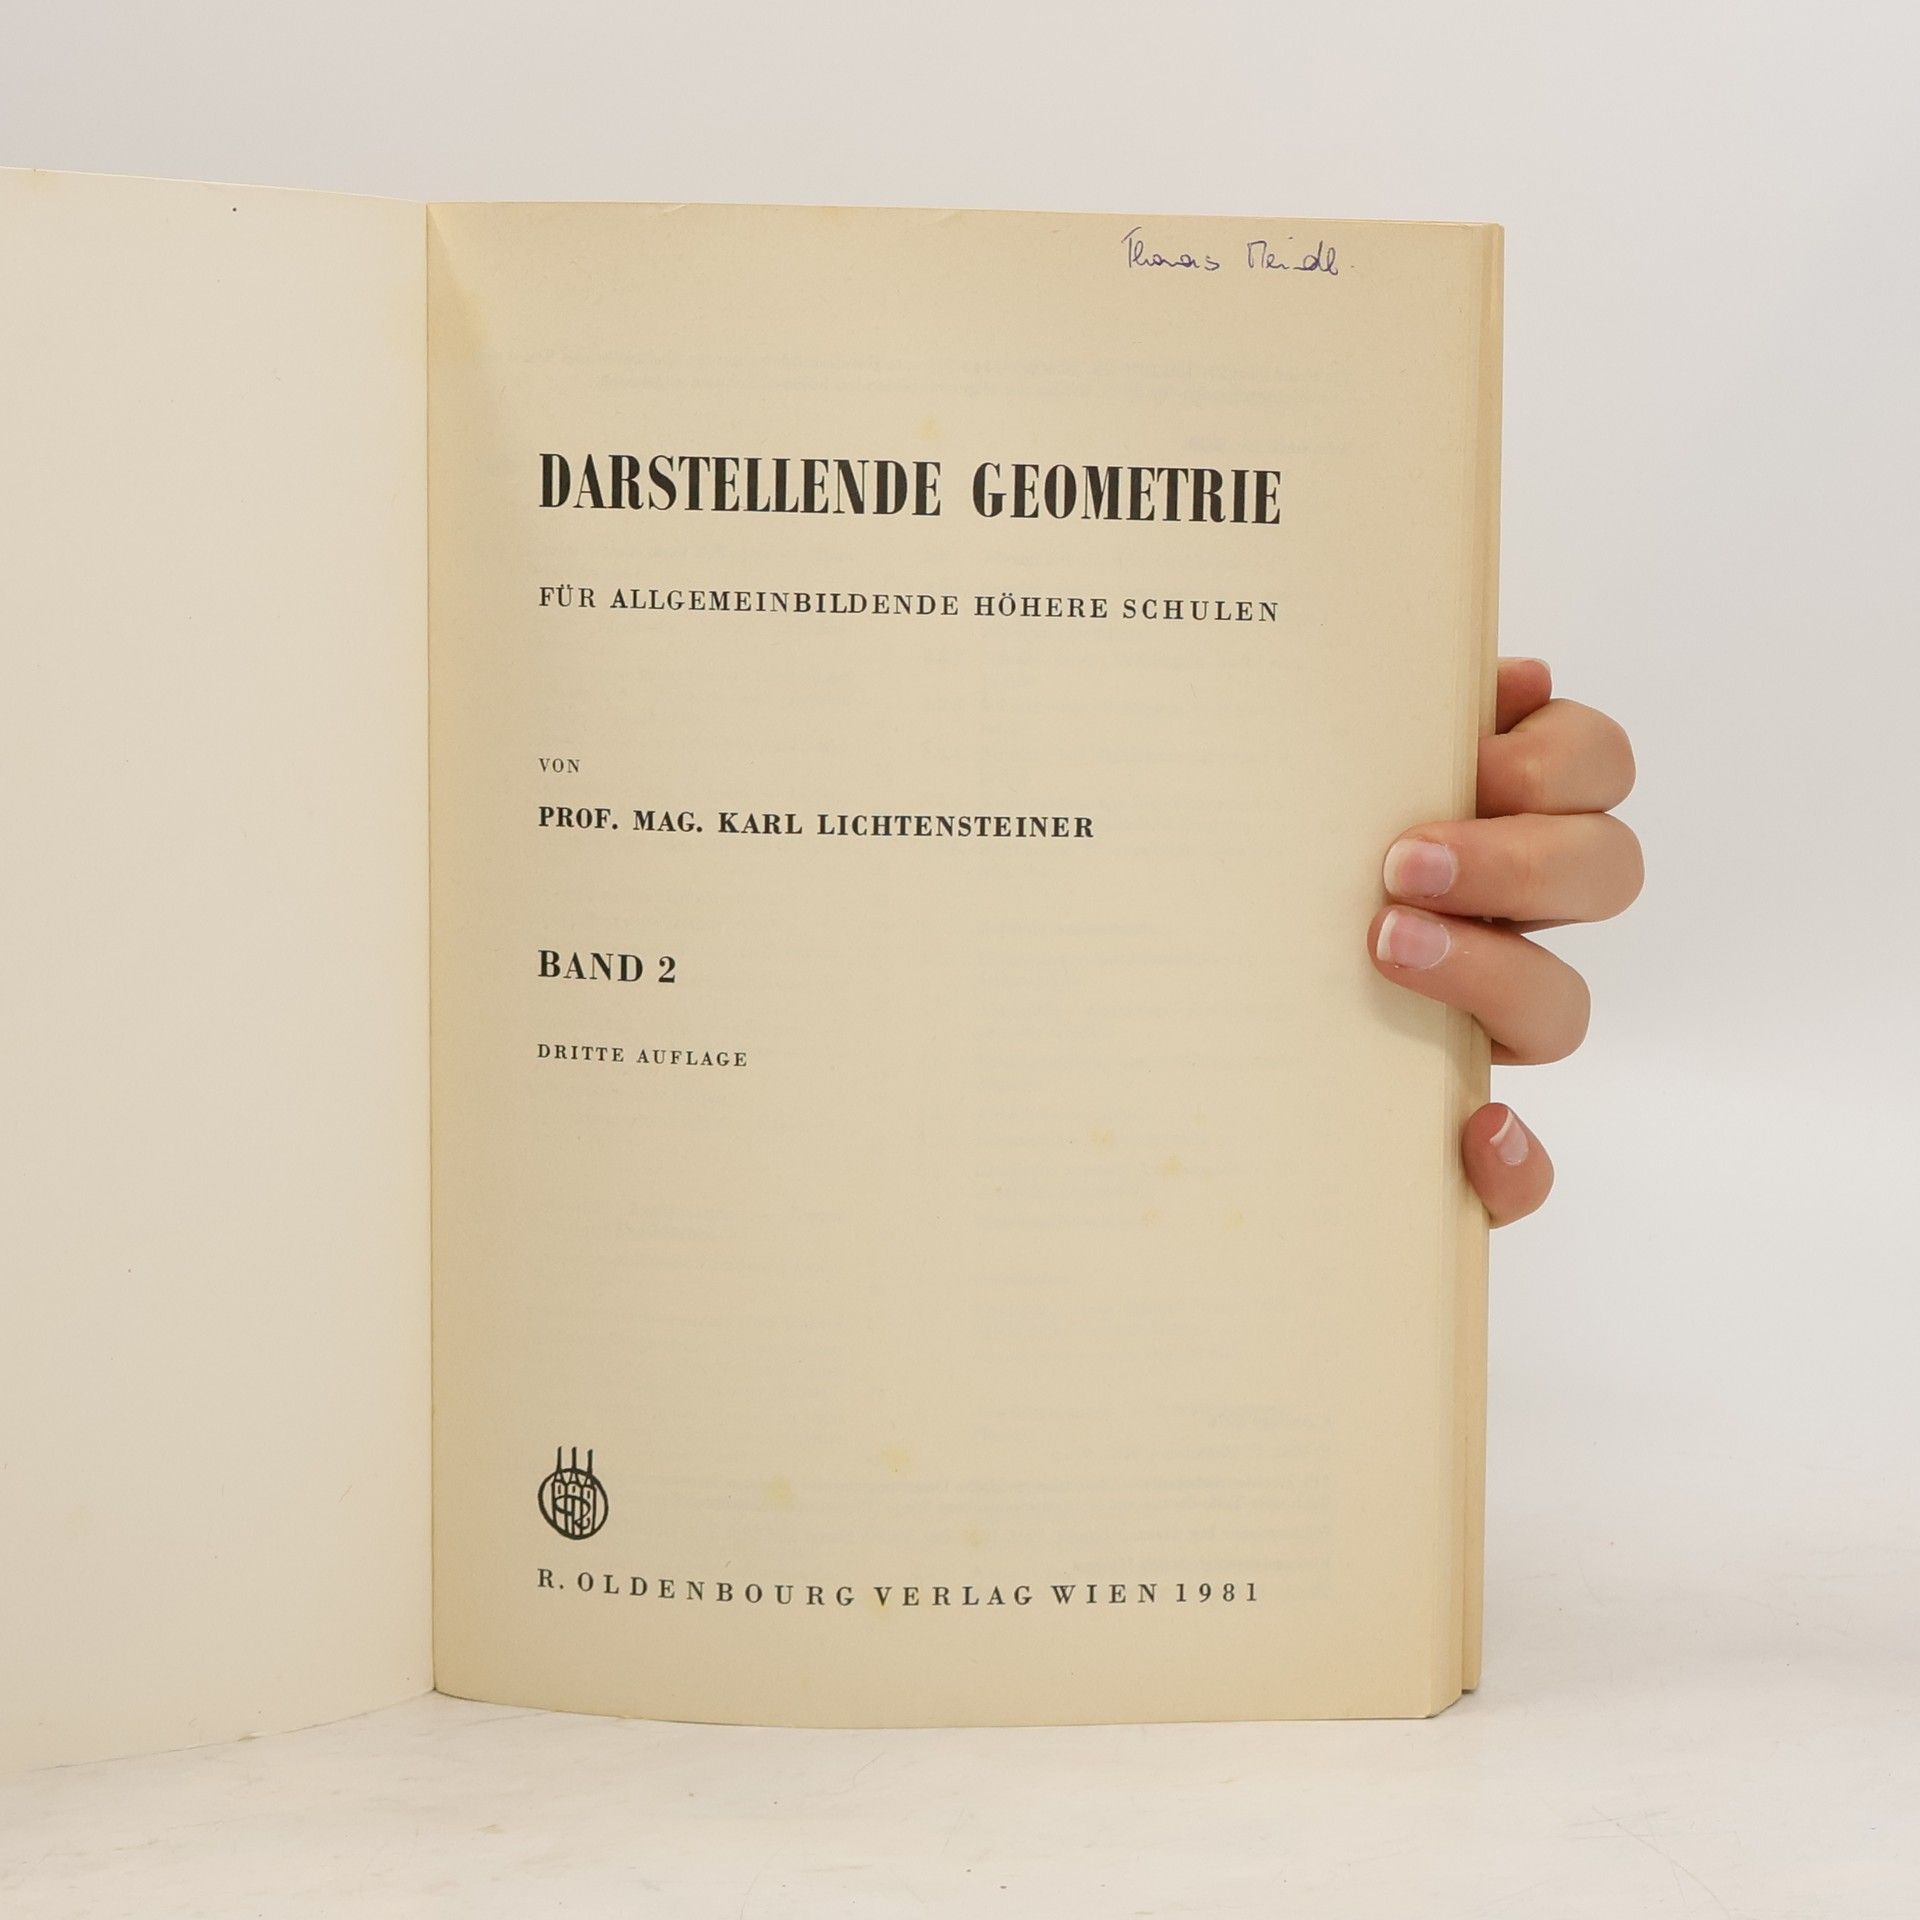 Thomas Meindl.
DARSTELLENDE GEOMETRIE
FÜR ALLGEMEINBILDENDE HÖHERE SCHULEN
VON
PROF. MAG. KARL LICHTENSTEINER
BAND 2
DRITTE AUFLAGE
R. OLDENBOURG VERLAG WIEN 1981